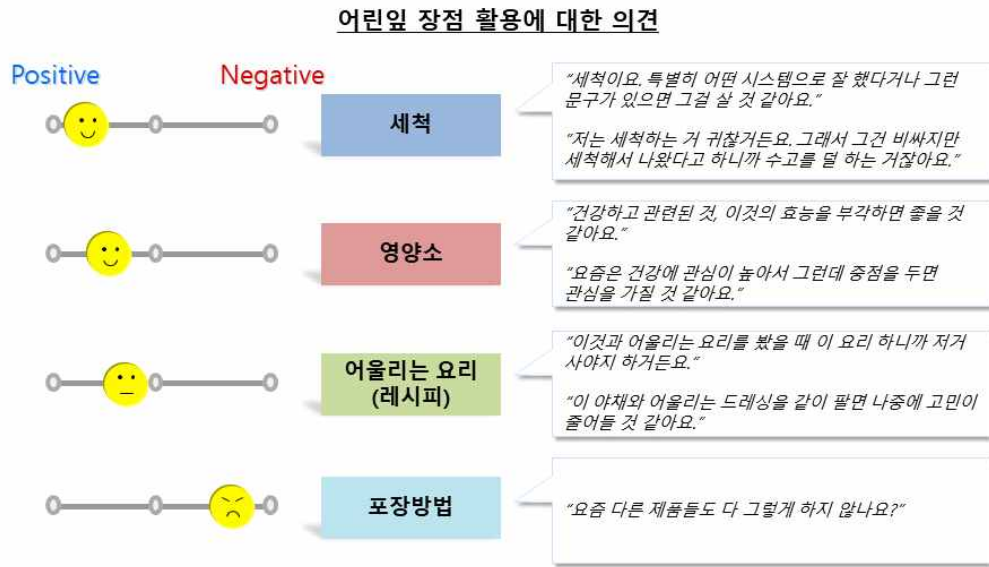 어린잎 장점 활용에 대한 의견
Positive
Negative
세척
"세척이요. 특별히 어떤 시스템으로 잘 했다거나 그런
문구가 있으면 그걸 살 것 같아요."
"저는 세척하는 거 귀찮거든요. 그래서 그건 비싸지만
세척해서 나왔다고 하니까 수고를 덜 하는 거잖아요."
영양소
"건강하고 관련된 것, 이것의 효능을 부각하면 좋을 것
같아요."
"요즘은 건강에 관심이 높아서 그런데 중점을 두면
관심을 가질 것 같아요."
어울리는 요리
(레시피)
"이것과 어울리는 요리를 봤을 때 이 요리 하니까 저거
사야지 하거든요."
"이 야채와 어울리는 드레싱을 같이 팔면 나중에 고민이
줄어들 것 같아요."
포장방법
"요즘 다른 제품들도 다 그렇게 하지 않나요?"